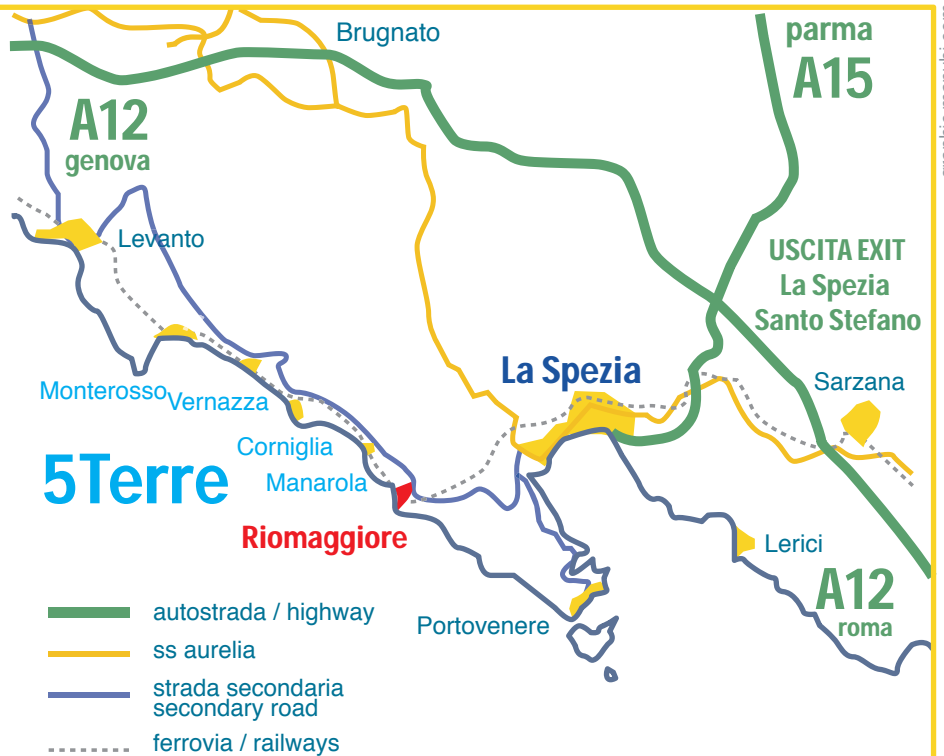 Brugnato
parma
A15
A12
genova
Levanto
USCITA EXIT
La Spezia
Santo Stefano
La Spezia
Sarzana
Monterosso
Vernazza
Corniglia
5Terre
Manarola
Riomaggiore
Lerici
A12
roma
Portovenere
autostrada / highway
ss aurelia
strada secondaria
secondary road
ferrovia / railways